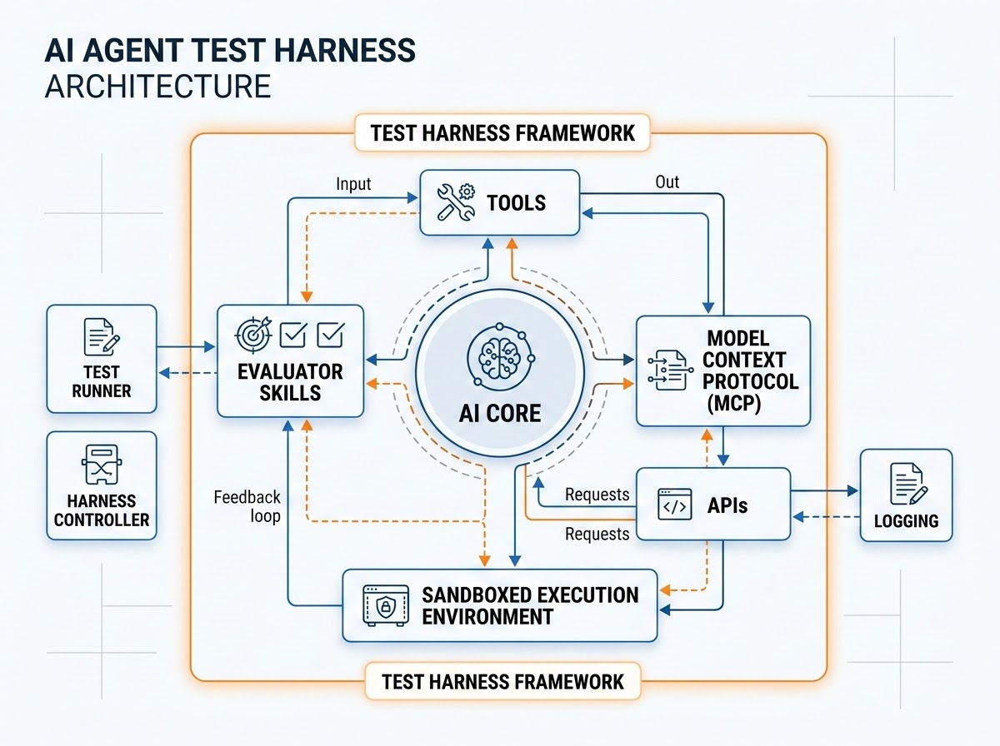 AI AGENT TEST HARNESS
ARCHITECTURE
TEST HARNESS FRAMEWORK
Input
TOOLS
Out
TEST
RUNNER
EVALUATOR
SKILLS
AI CORE
MODEL
CONTEXT
PROTOCOL
(MCP)
HARNESS
CONTROLLER
Feedback
loop
Requests
Requests
APIs
LOGGING
SANDBOXED EXECUTION
ENVIRONMENT
TEST HARNESS FRAMEWORK